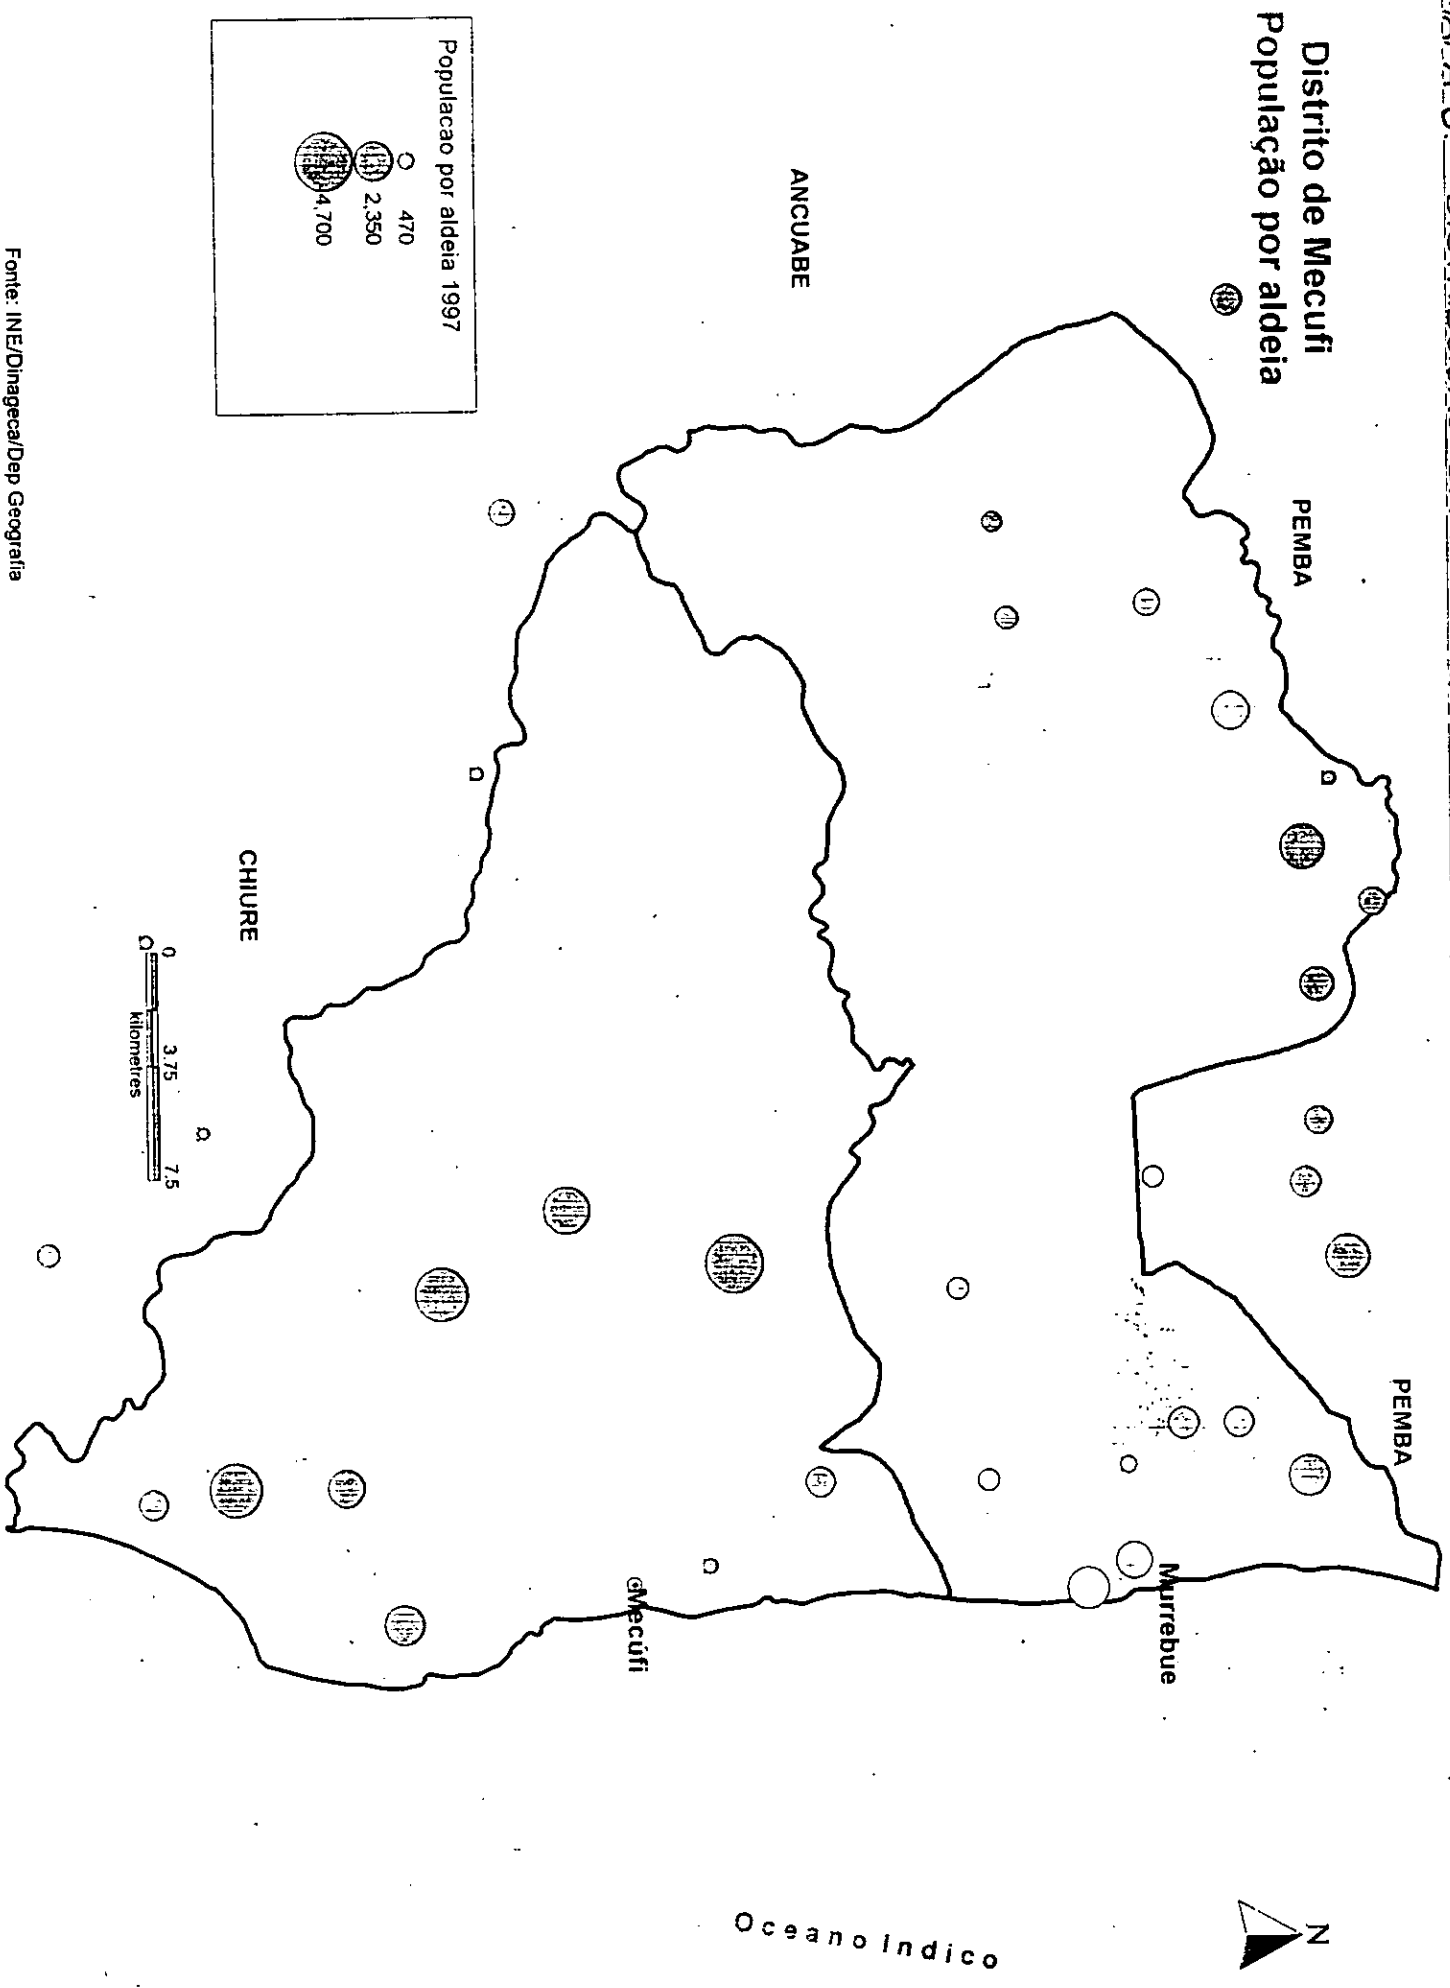 Distrito de Mecufi
População por aldeia
PEMBA
PEMBA
Murrebue
N
ANCUABE
Mecúfi
Oceano Indico
Populacao por aldeia 1997
470
2,350
4,700
CHIURE
0 3.75 7.5
kilometres
Fonte: INE/Dinageca/Dep Geografia